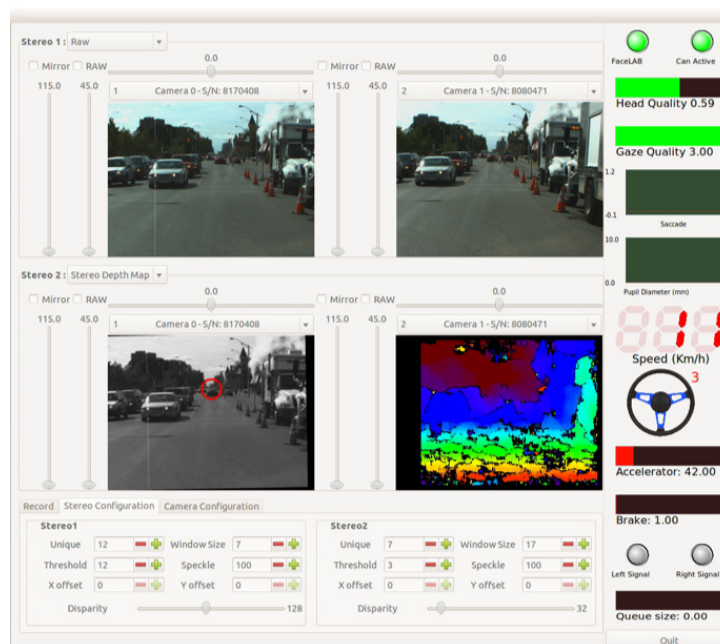 Stereo 1 : Raw
Mirror RAW 0.0 Mirror RAW 0.0
115.0 45.0 1 Camera 0 - S/N: 8170408 115.0 45.0 2 Camera 1 - S/N: 8080471
Stereo 2 : Stereo Depth Map
Mirror RAW 0.0 Mirror RAW 0.0
115.0 45.0 1 Camera 0 - S/N: 8170408 115.0 45.0 2 Camera 1 - S/N: 8080471
Record Stereo Configuration Camera Configuration
Stereo1
Unique 12 Window Size 7
Threshold 12 Speckle 100
X offset 0 Y offset 0
Disparity 128
Stereo2
Unique 7 Window Size 17
Threshold 3 Speckle 100
X offset 0 Y offset 0
Disparity 32
FaceLAB Can Active
Head Quality 0.59
Gaze Quality 3.00
1.2
-0.1
Saccade
10.0
0.0
Pupil Diameter (mm)
11
Speed (Km/h)
3
Accelerator: 42.00
Brake: 1.00
Left Signal Right Signal
Queue size: 0.00
Quit